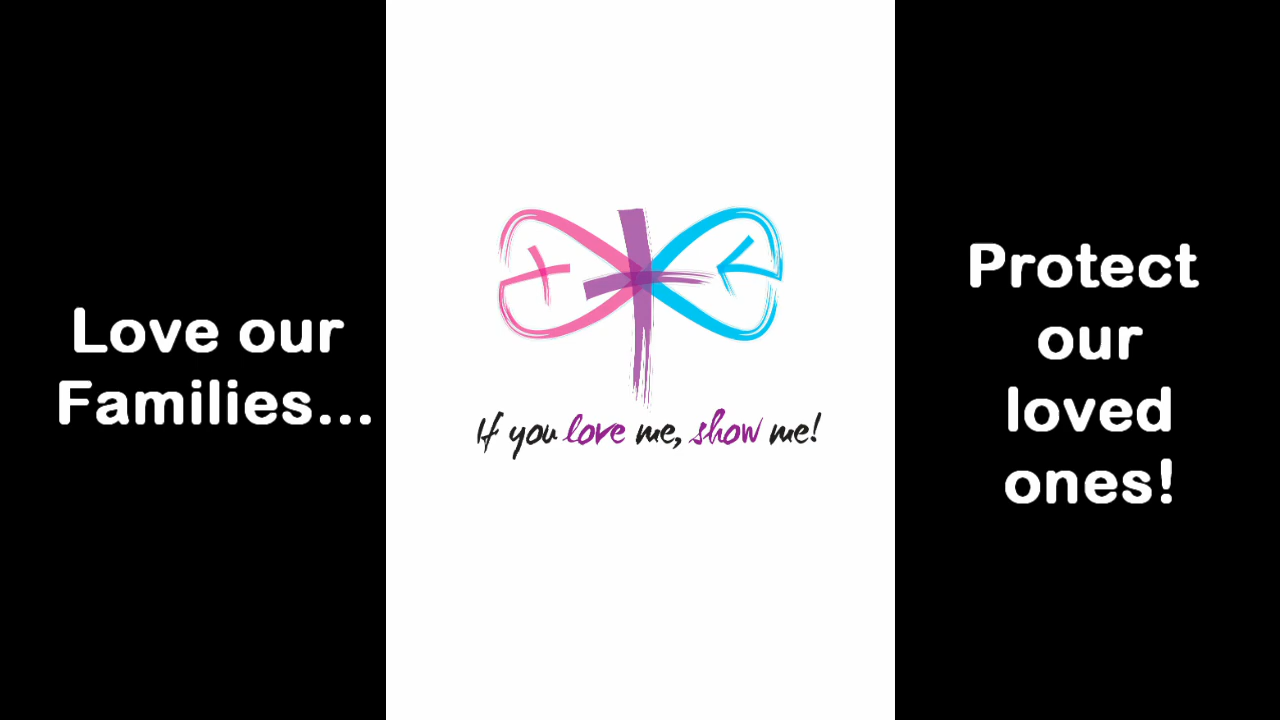 Love our
Families...
If you love me, show me!
Protect
our
loved
ones!